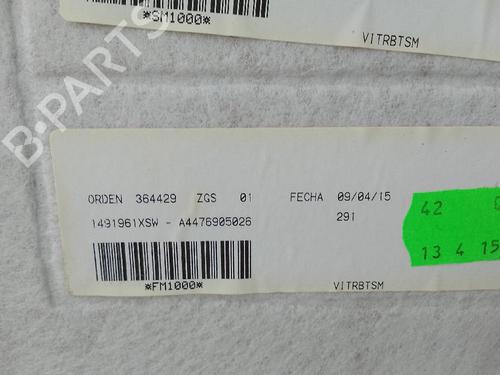 *SM1000*
VITRBTSM
B-PARTS
ORDEN 364429 ZGS 01 FECHA 09/04/15
1491961XSW - A4476905026 291
*FM1000*
VITRBTSM
42
13 4 15